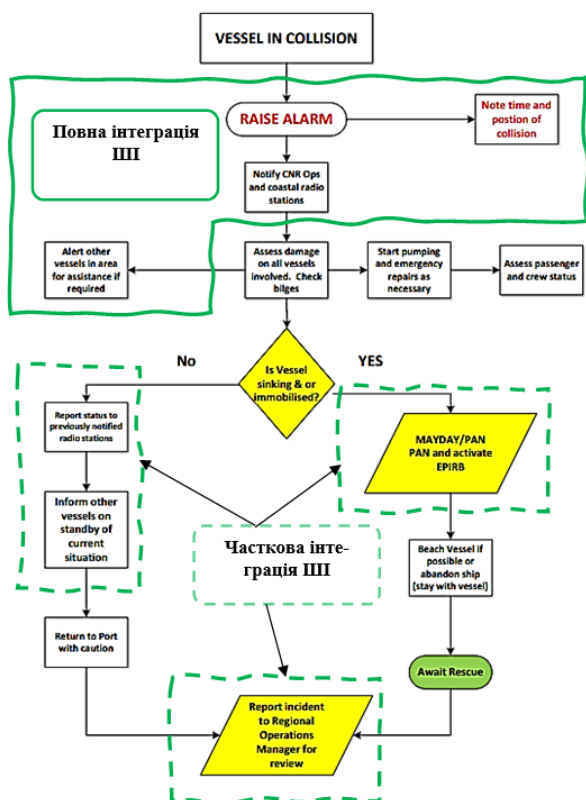 VESSEL IN COLLISION
Повна інтеграція
ШІ
RAISE ALARM
Note time and
postion of
collision
Notify CNR Ops
and coastal radio
stations
Alert other
vessels in area
for assistance if
required
Assess damage
on all vessels
involved. Check
bilges
Start pumping
and emergency
repairs as
necessary
Assess passenger
and crew status
No
Is Vessel
sinking & or
immobilised?
YES
Report status to
previously notified
radio stations
MAYDAY/PAN
PAN and activate
EPIRB
Inform other
vessels on
standby of
current
situation
Часткова інте-
грація ШІ
Beach Vessel if
possible or
abandon ship
(stay with vessel)
Return to Port
with caution
Await Rescue
Report incident
to Regional
Operations
Manager for
review